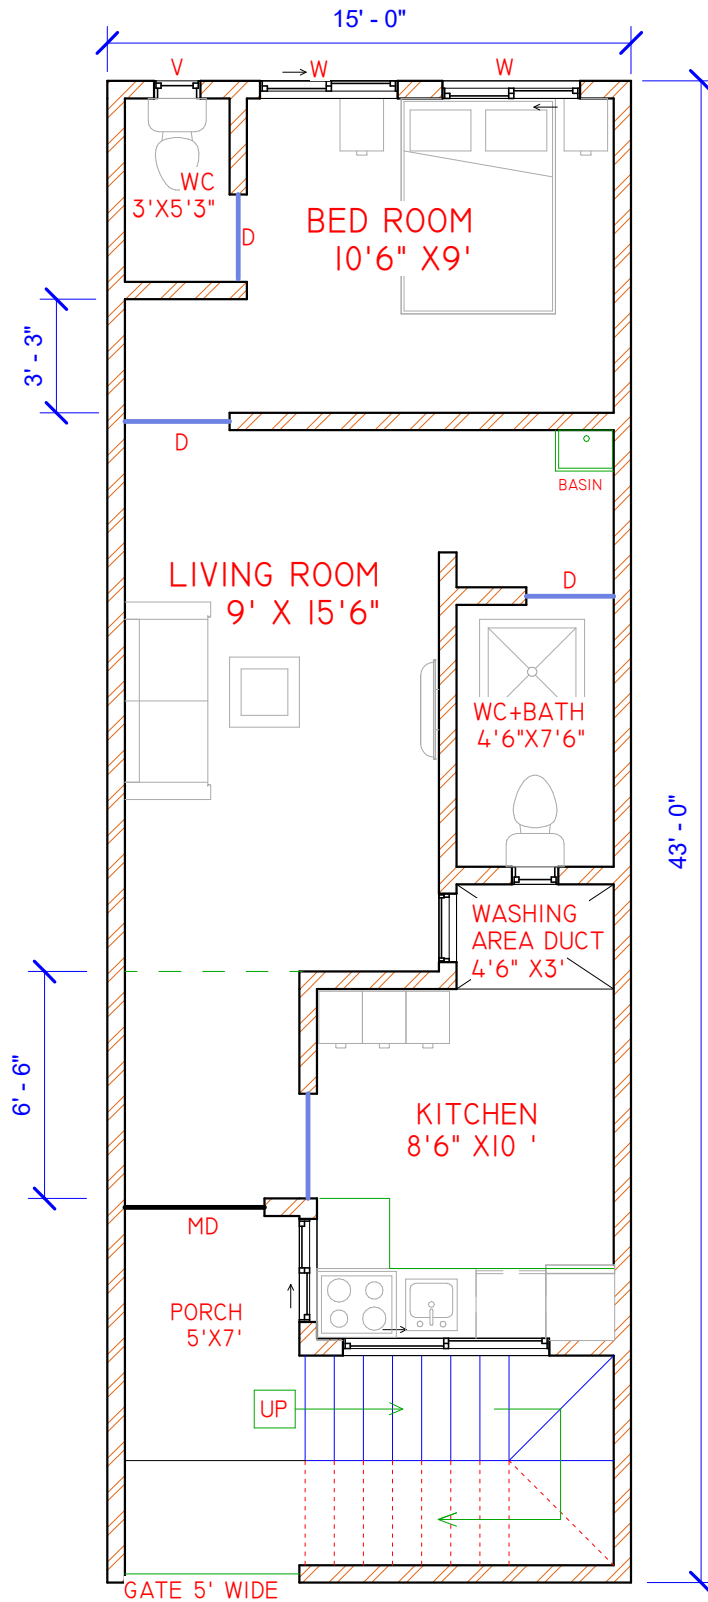 15' - 0"
V
W
W
WC
3'X5'3"
D
BED ROOM
10'6" X9'
3' - 3"
D
BASIN
LIVING ROOM
9' X 15'6"
D
WC+BATH
4'6"X7'6"
43' - 0"
WASHING
AREA DUCT
4'6" X3'
6' - 6"
KITCHEN
8'6" X10 '
MD
PORCH
5'X7'
UP
GATE 5' WIDE